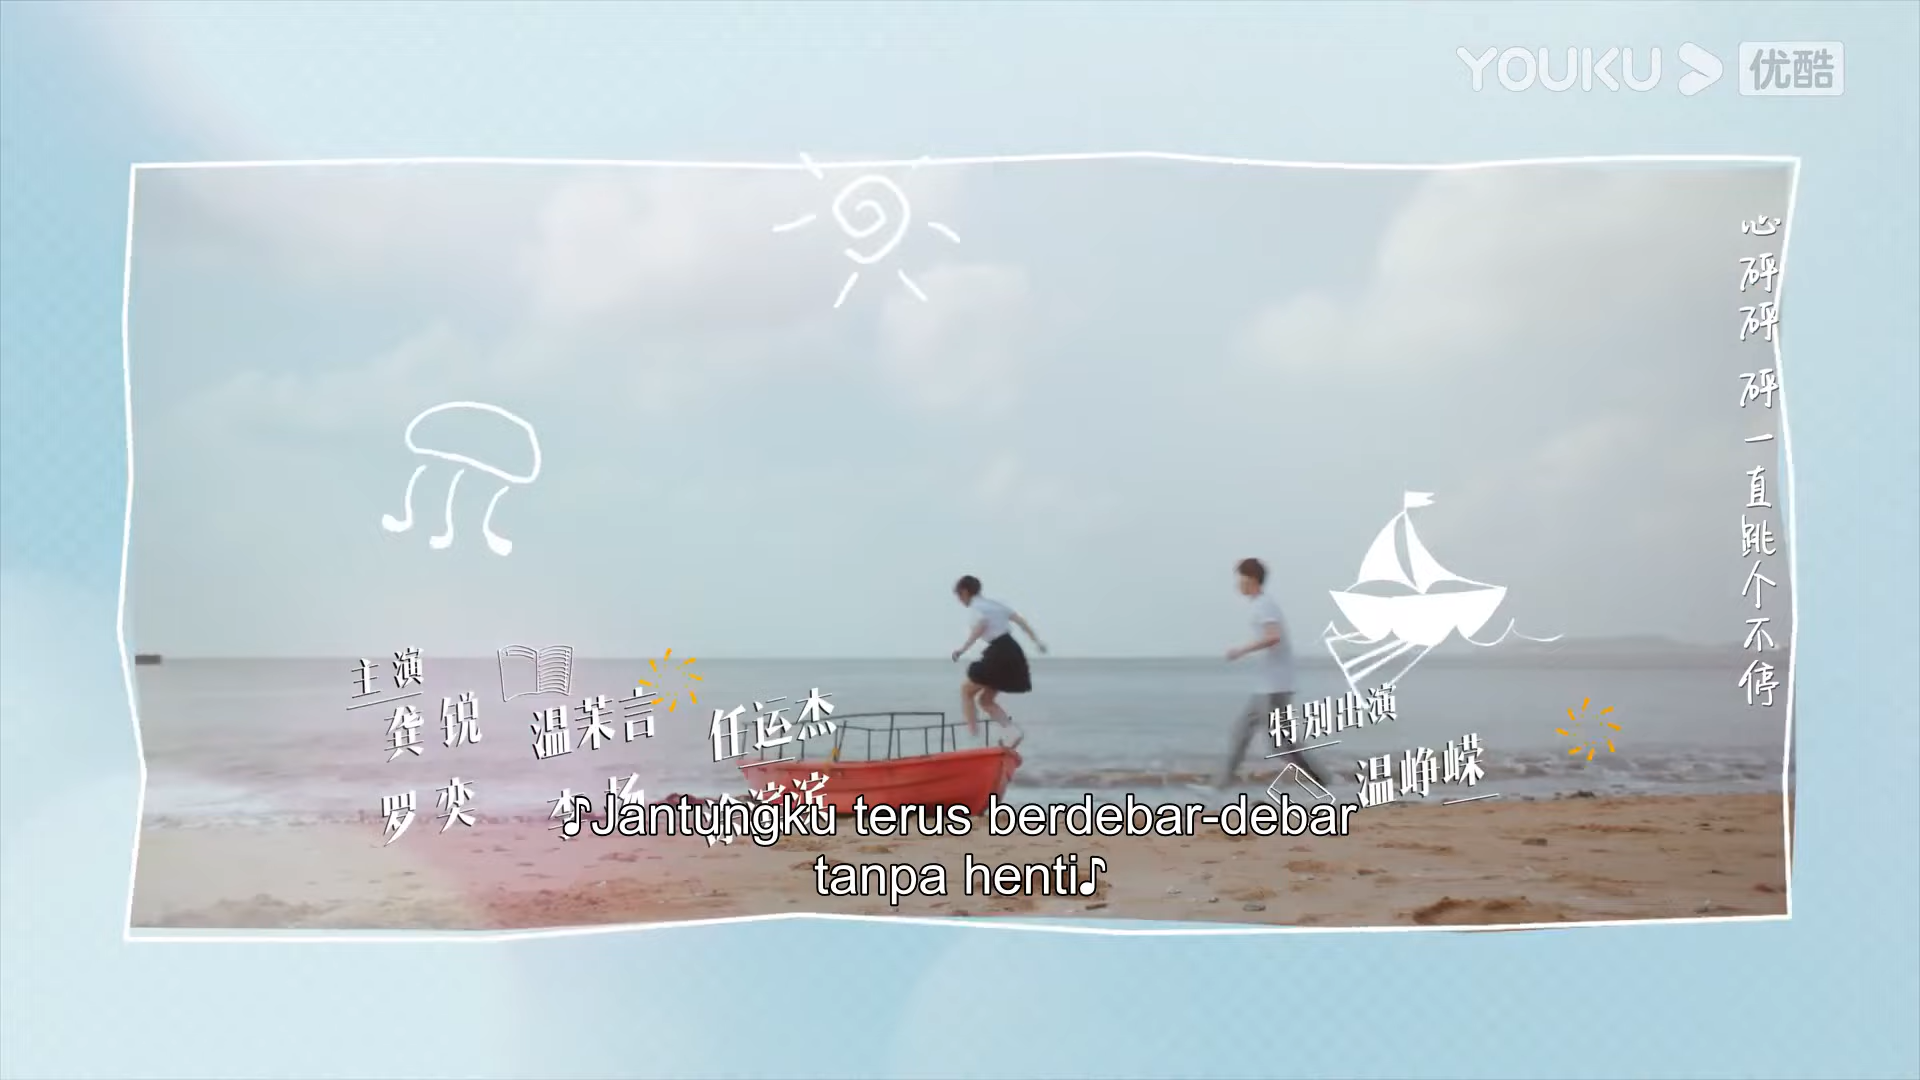 YOUKU 优酷
心砰砰 砰一直跳个不停
主演
龚锐 温茉言 任运杰
罗奕
特别出演
温峥嵘
♪Jantungku terus berdebar-debar
tanpa henti♪